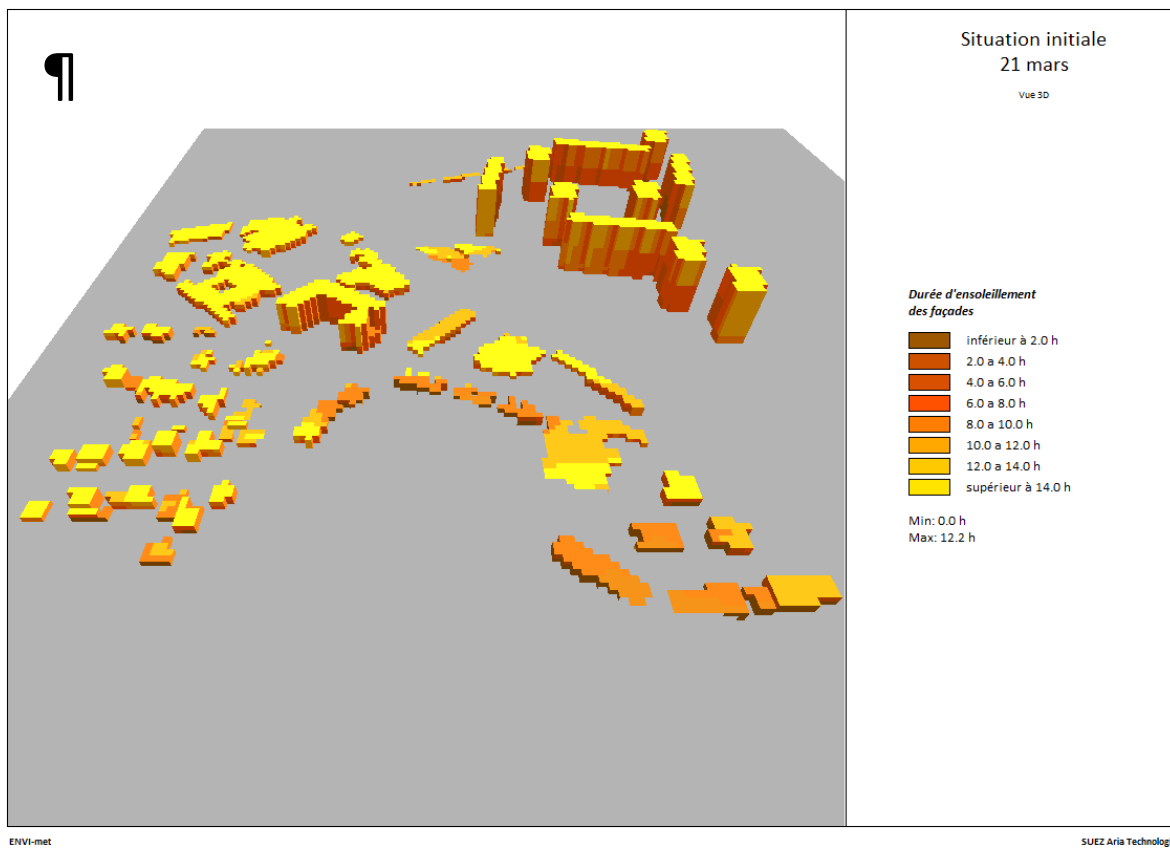 ¶
Situation initiale
21 mars
Vue 3D
Durée d'ensoleillement
des façades
inférieur à 2.0 h
2.0 a 4.0 h
4.0 a 6.0 h
6.0 a 8.0 h
8.0 a 10.0 h
10.0 a 12.0 h
12.0 a 14.0 h
supérieur à 14.0 h
Min: 0.0 h
Max: 12.2 h
ENVI-met
SUEZ Aria Technolog